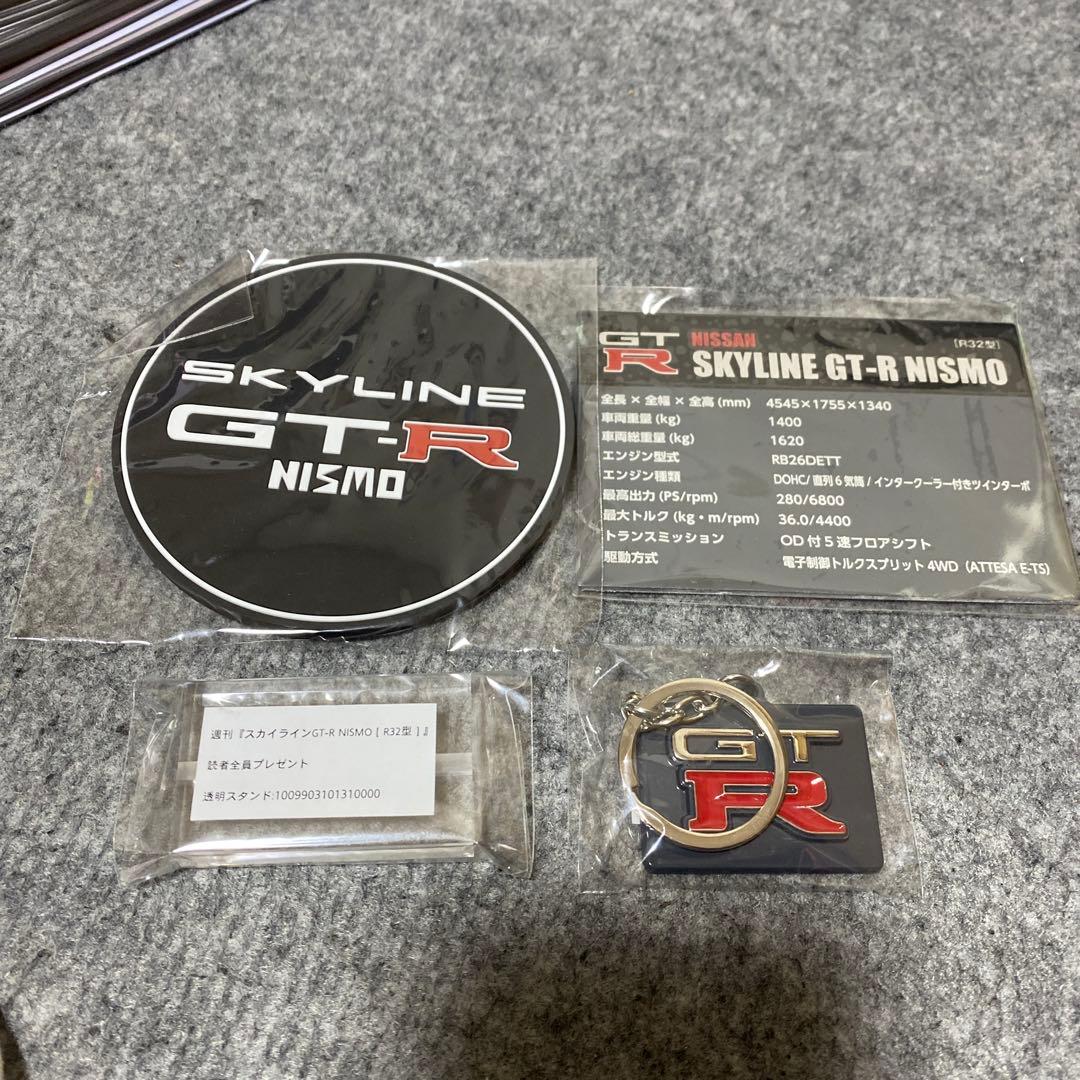 SKYLINE
GT-R
NISMO
GT
R
NISSAN
[R32型]
SKYLINE GT-R NISMO
全長 × 全幅 × 全高 (mm) 4545×1755×1340
車両重量 (kg) 1400
車両総重量 (kg) 1620
エンジン型式 RB26DETT
エンジン種類 DOHC/ 直列 6 気筒 / インタークーラー付きツインターボ
最高出力 (PS/rpm) 280/6800
最大トルク (kg・m/rpm) 36.0/4400
トランスミッション OD 付 5 速フロアシフト
駆動方式 電子制御トルクスプリット 4WD (ATTESA E-TS)
週刊『スカイラインGT-R NISMO [ R32型 ] 』
読者全員プレゼント
透明スタンド:1009903101310000
GT
R